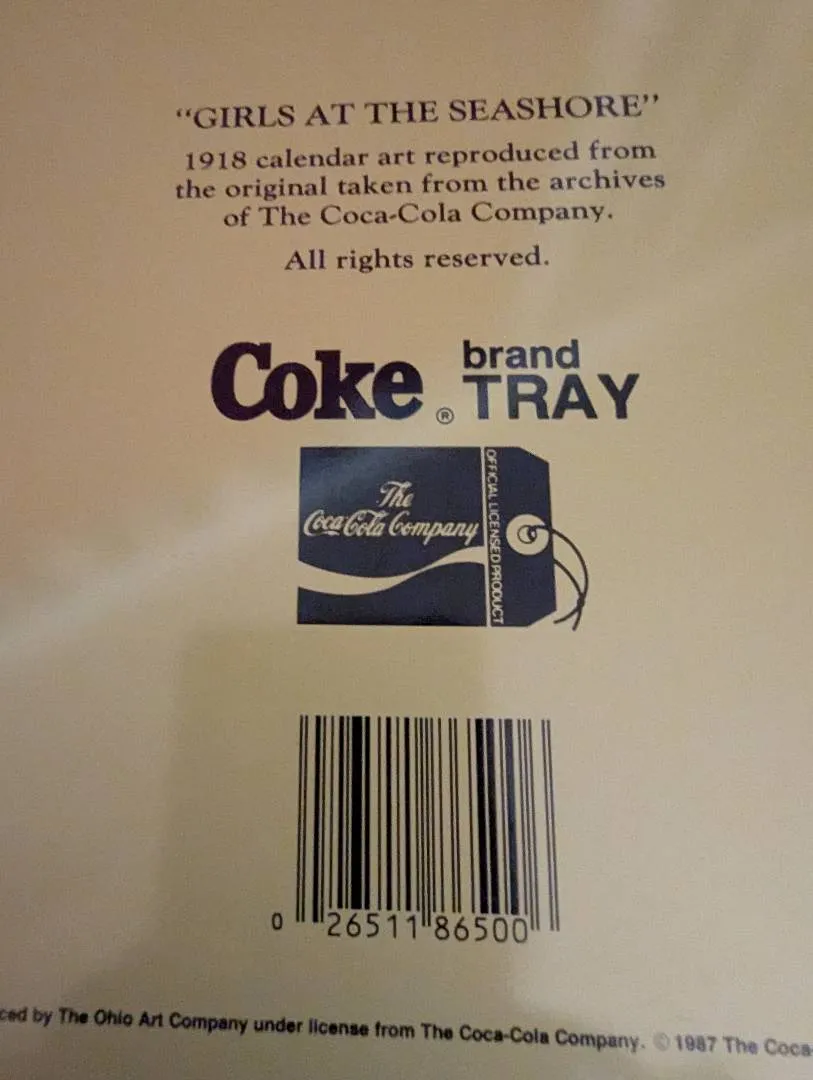 “GIRLS AT THE SEASHORE”
1918 calendar art reproduced from
the original taken from the archives
of The Coca-Cola Company.
All rights reserved.
Coke ® brand
TRAY
The
Coca-Cola Company
OFFICIAL LICENSED PRODUCT
0 26511 86500
ced by The Ohio Art Company under license from The Coca-Cola Company. © 1987 The Coca-